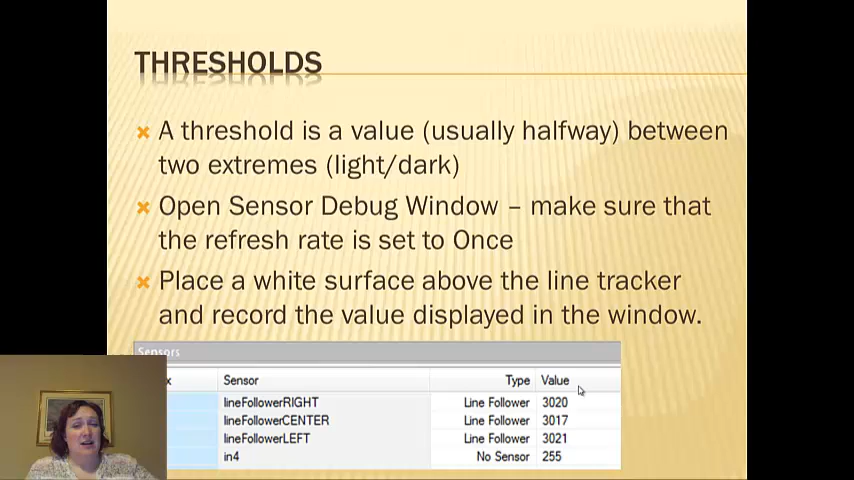 THRESHOLDS
A threshold is a value (usually halfway) between
two extremes (light/dark)
Open Sensor Debug Window – make sure that
the refresh rate is set to Once
Place a white surface above the line tracker
and record the value displayed in the window.
Sensors
x Sensor Type Value
lineFollowerRIGHT Line Follower 3020
lineFollowerCENTER Line Follower 3017
lineFollowerLEFT Line Follower 3021
in4 No Sensor 255